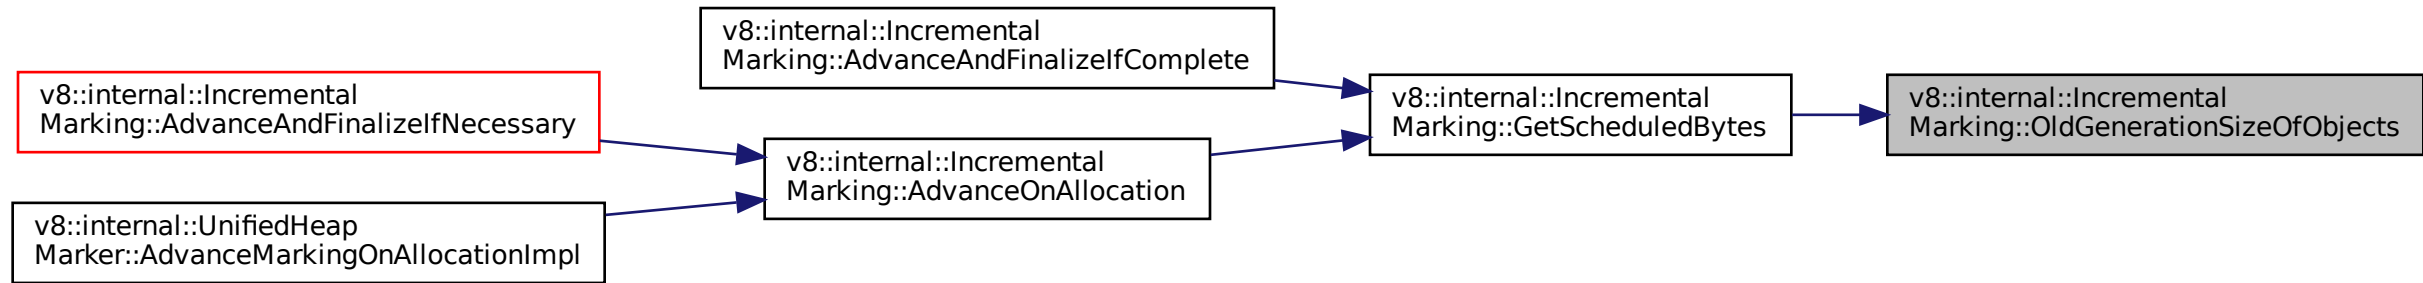 v8::internal::Incremental
Marking::AdvanceAndFinalizeIfComplete
v8::internal::Incremental
Marking::AdvanceAndFinalizeIfNecessary
v8::internal::Incremental
Marking::GetScheduledBytes
v8::internal::Incremental
Marking::OldGenerationSizeOfObjects
v8::internal::Incremental
Marking::AdvanceOnAllocation
v8::internal::UnifiedHeap
Marker::AdvanceMarkingOnAllocationImpl